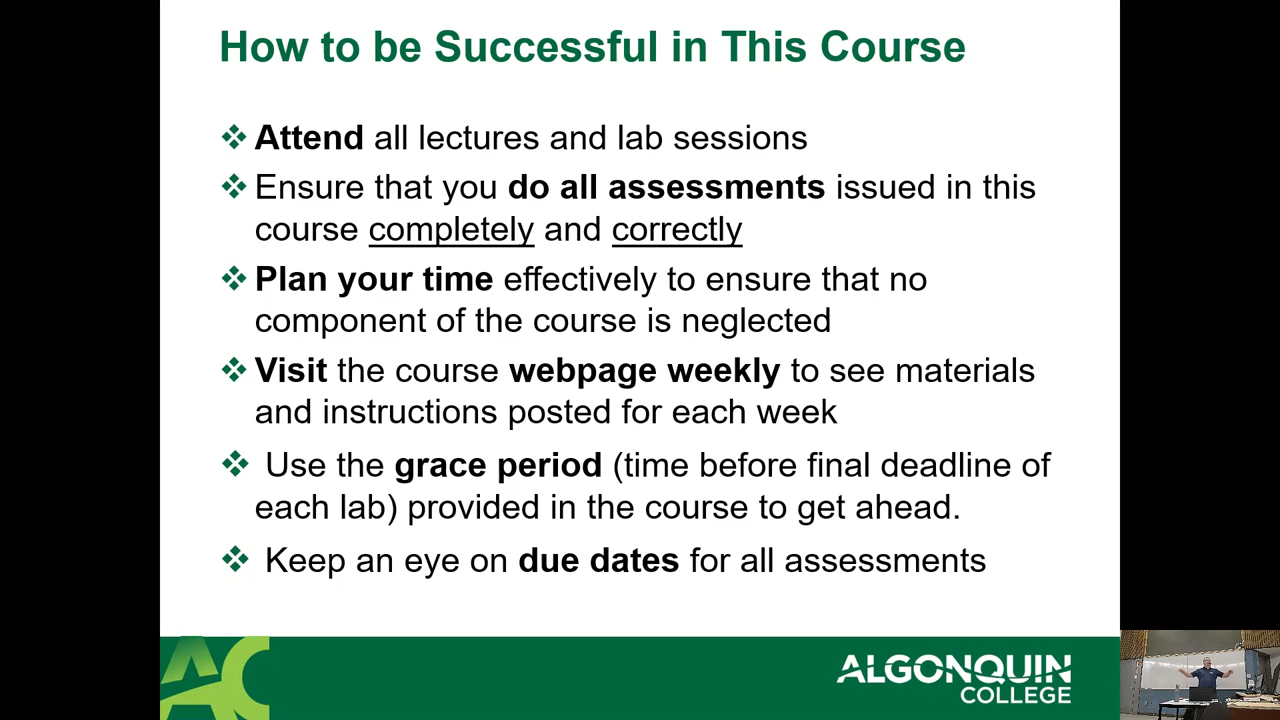 How to be Successful in This Course
❖ Attend all lectures and lab sessions
❖ Ensure that you do all assessments issued in this
course completely and correctly
❖ Plan your time effectively to ensure that no
component of the course is neglected
❖ Visit the course webpage weekly to see materials
and instructions posted for each week
❖ Use the grace period (time before final deadline of
each lab) provided in the course to get ahead.
❖ Keep an eye on due dates for all assessments
AC
ALGONQUIN
COLLEGE